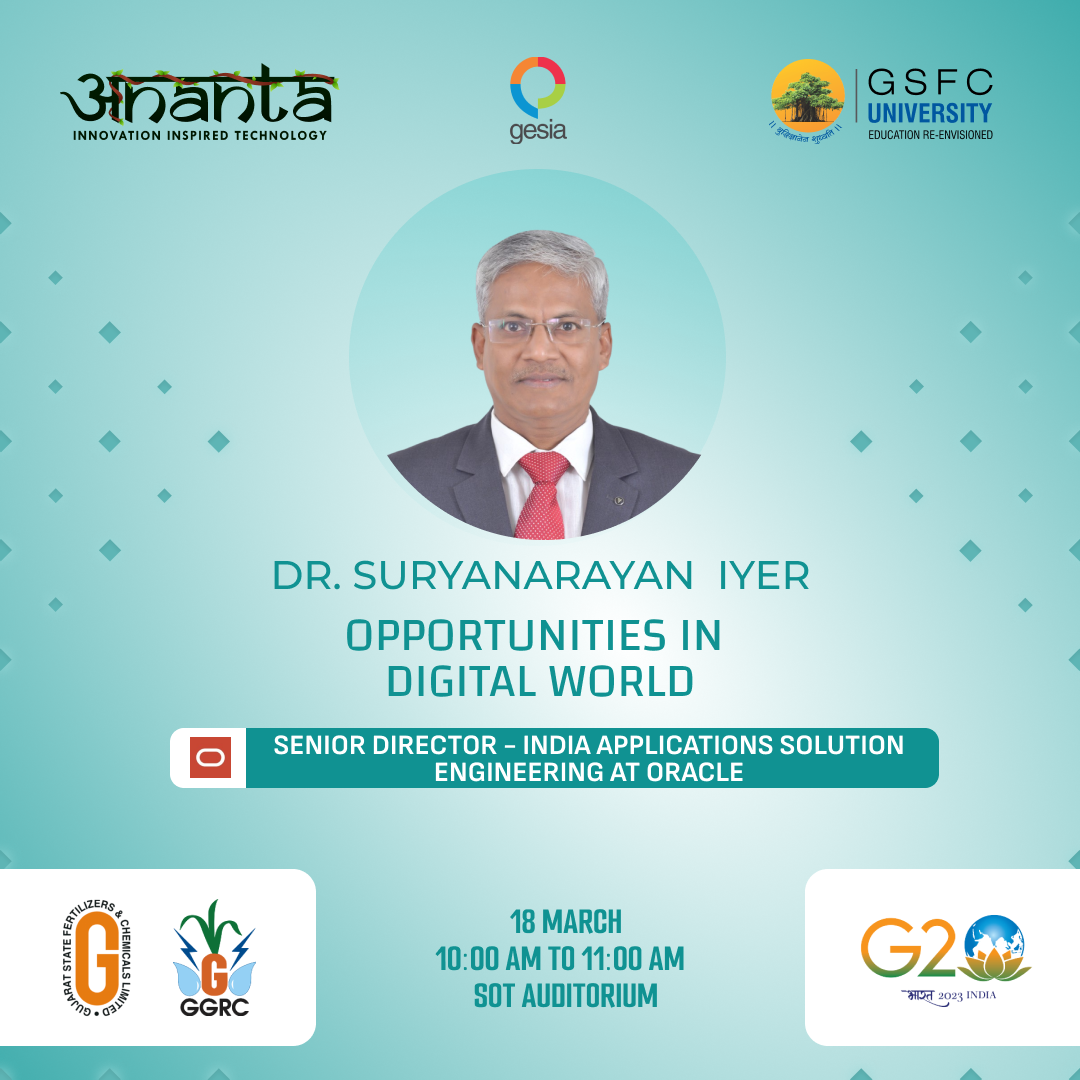 अnanta
INNOVATION INSPIRED TECHNOLOGY
gesia
GSFC
UNIVERSITY
EDUCATION RE-ENVISIONED
DR. SURYANARAYAN IYER
OPPORTUNITIES IN
DIGITAL WORLD
SENIOR DIRECTOR – INDIA APPLICATIONS SOLUTION
ENGINEERING AT ORACLE
GUJARAT STATE FERTILIZERS & CHEMICALS LIMITED •
G
G
GGRC
18 MARCH
10:00 AM TO 11:00 AM
SOT AUDITORIUM
G20
भारत 2023 INDIA